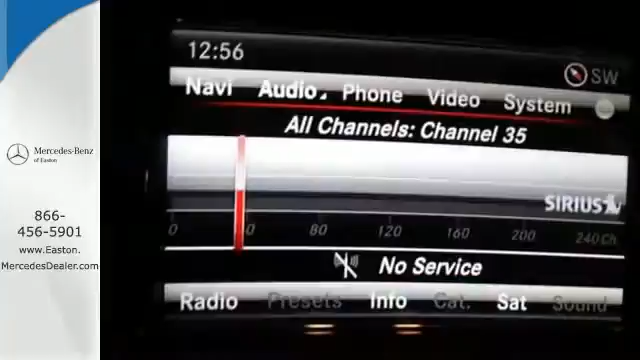 12:56
SW
Navi Audio Phone Video System
All Channels: Channel 35
SIRIUS
0 80 120 160 200 240 Ch.
No Service
Radio Presets Info Cat. Sat Sound
Mercedes-Benz
of Easton
866-
456-5901
www.Easton.
MercedesDealer.com